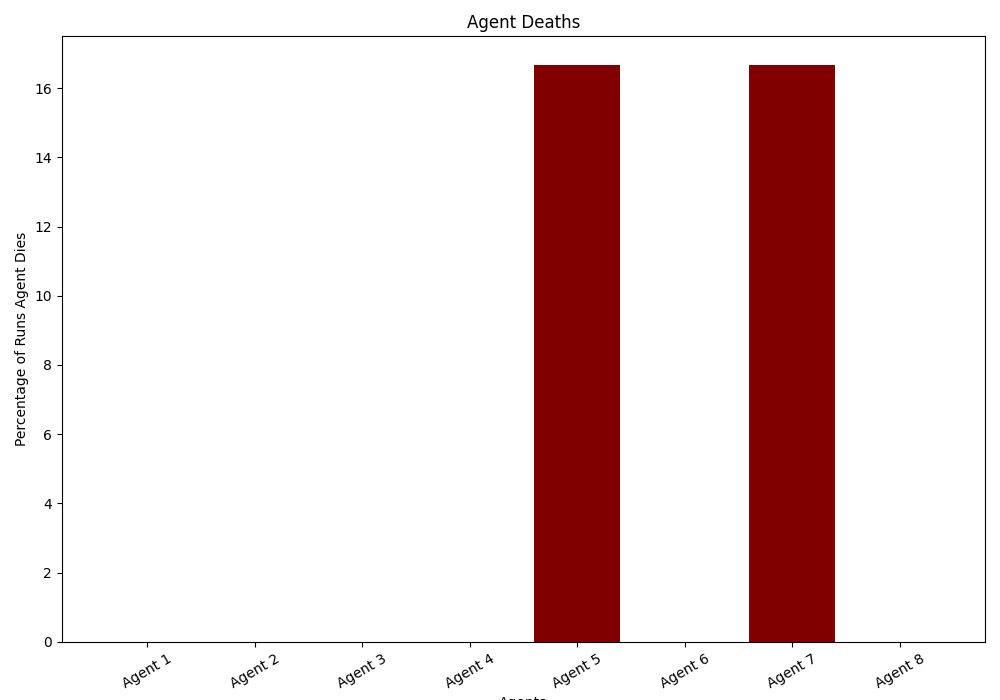 Agent Deaths
Percentage of Runs Agent Dies
16
14
12
10
8
6
4
2
0
Agent 1
Agent 2
Agent 3
Agent 4
Agent 5
Agent 6
Agent 7
Agent 8
Agents